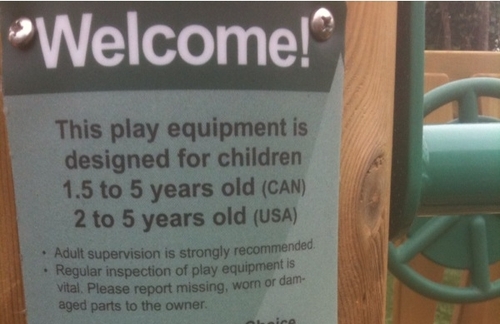 Welcome!
This play equipment is
designed for children
1.5 to 5 years old (CAN)
2 to 5 years old (USA)
• Adult supervision is strongly recommended.
• Regular inspection of play equipment is
vital. Please report missing, worn or dam-
aged parts to the owner.
Choice